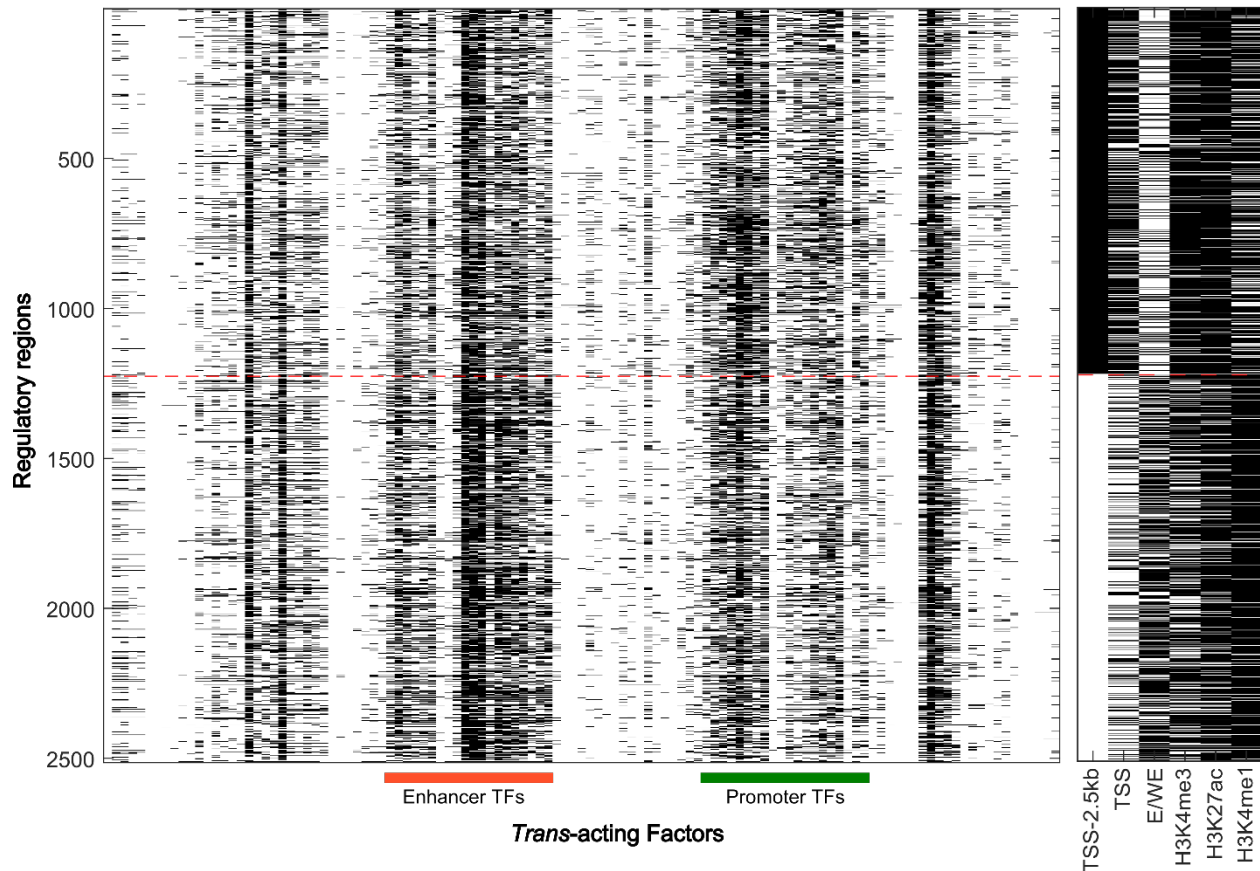 Regulatory regions
500
1000
1500
2000
2500
Enhancer TFs
Promoter TFs
Trans-acting Factors
TSS-2.5kb
TSS
E/WE
H3K4me3
H3K27ac
H3K4me1